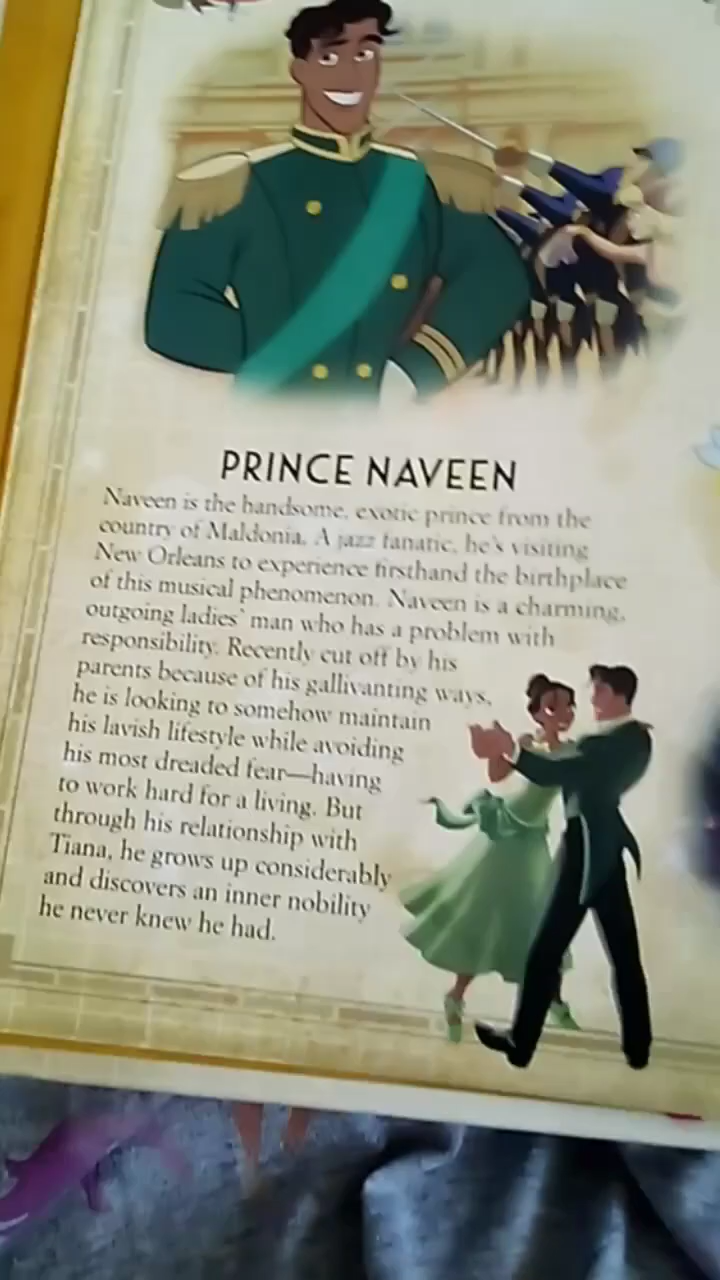 PRINCE NAVEEN
Naveen is the handsome, exotic prince from the
country of Maldonia. A jazz fanatic, he's visiting
New Orleans to experience firsthand the birthplace
of this musical phenomenon. Naveen is a charming,
outgoing ladies' man who has a problem with
responsibility. Recently cut off by his
parents because of his gallivanting ways,
he is looking to somehow maintain
his lavish lifestyle while avoiding
his most dreaded fear—having
to work hard for a living. But
through his relationship with
Tiana, he grows up considerably
and discovers an inner nobility
he never knew he had.